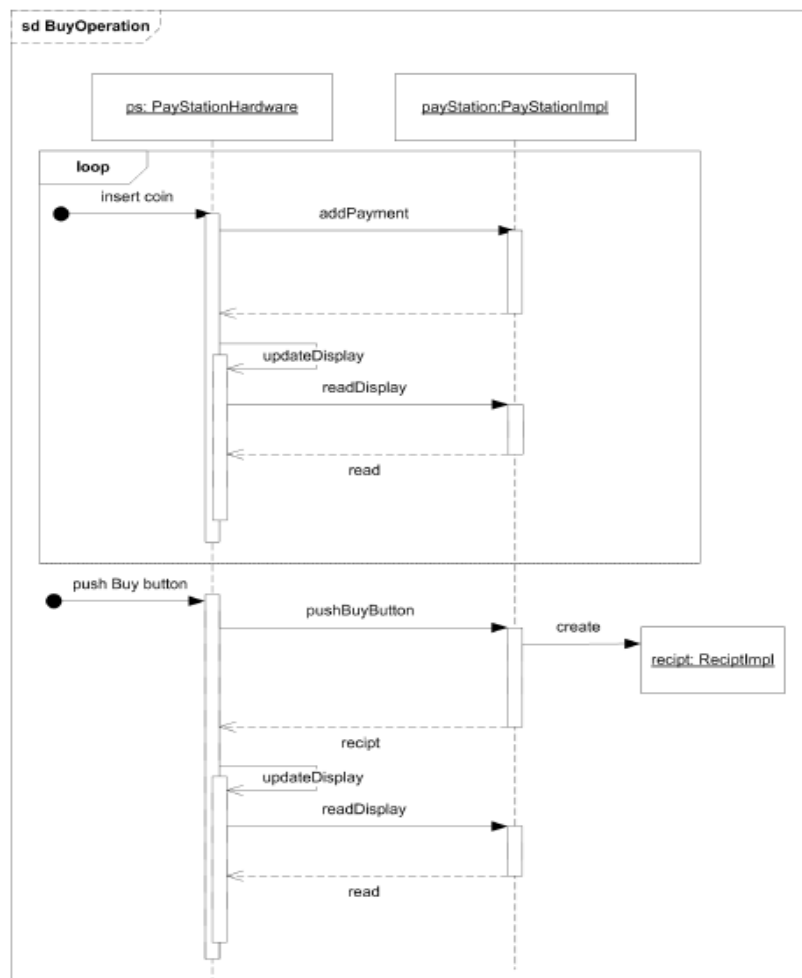 sd BuyOperation
ps: PayStationHardware
payStation:PayStationImpl
loop
insert coin
addPayment
updateDisplay
readDisplay
read
push Buy button
pushBuyButton
create
recipt: ReciptImpl
recipt
updateDisplay
readDisplay
read